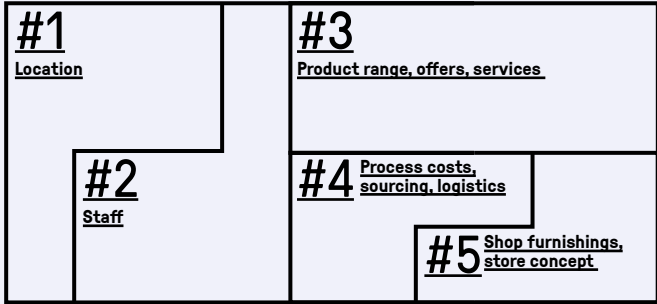 #1
Location
#3
Product range, offers, services
#2
Staff
#4
Process costs,
sourcing, logistics
#5
Shop furnishings,
store concept